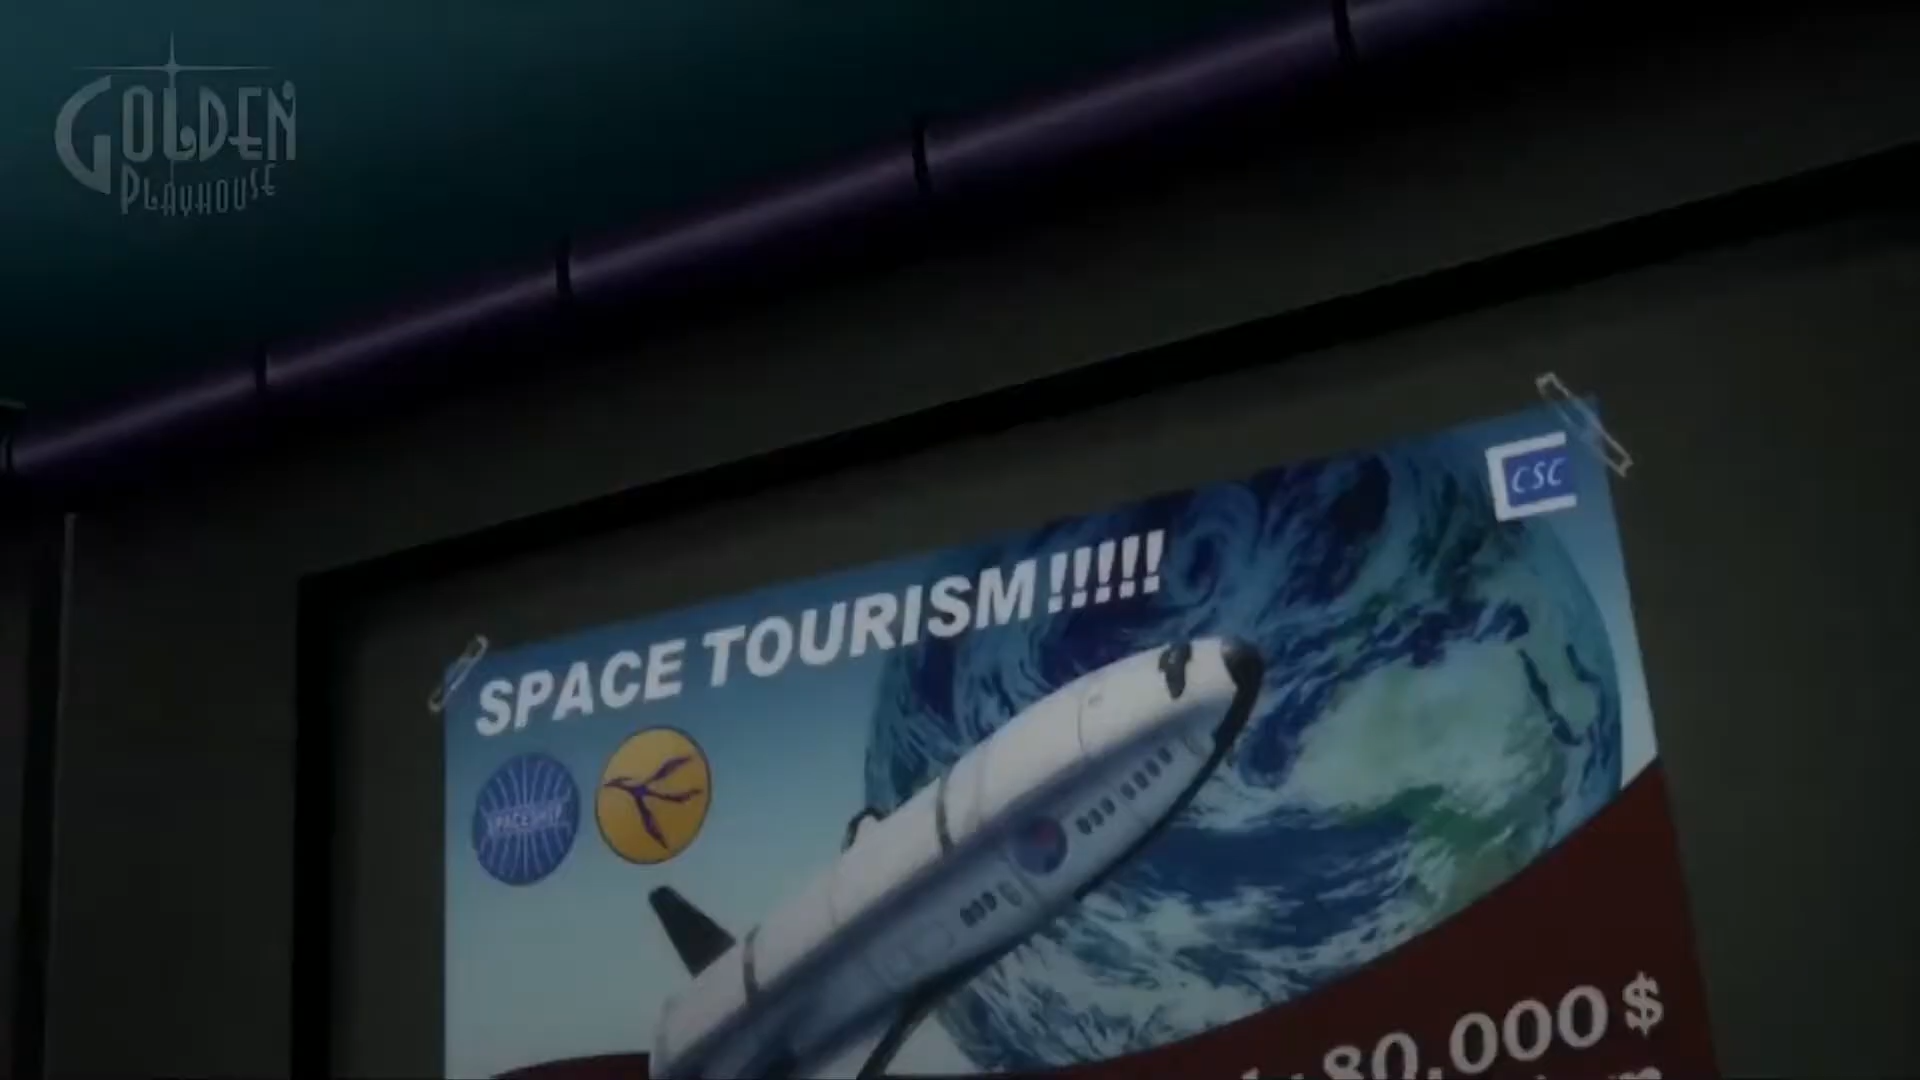 GOLDEN
PLAYHOUSE
CSC
SPACE TOURISM!!!!!
SPACESHIP
80.000 $